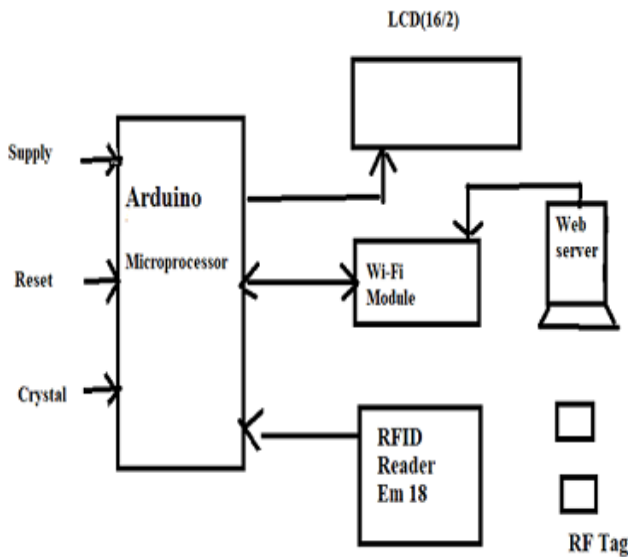 LCD(16/2)
Supply
Arduino
Microprocessor
Reset
Crystal
Wi-Fi
Module
Web
server
RFID
Reader
Em 18
RF Tag